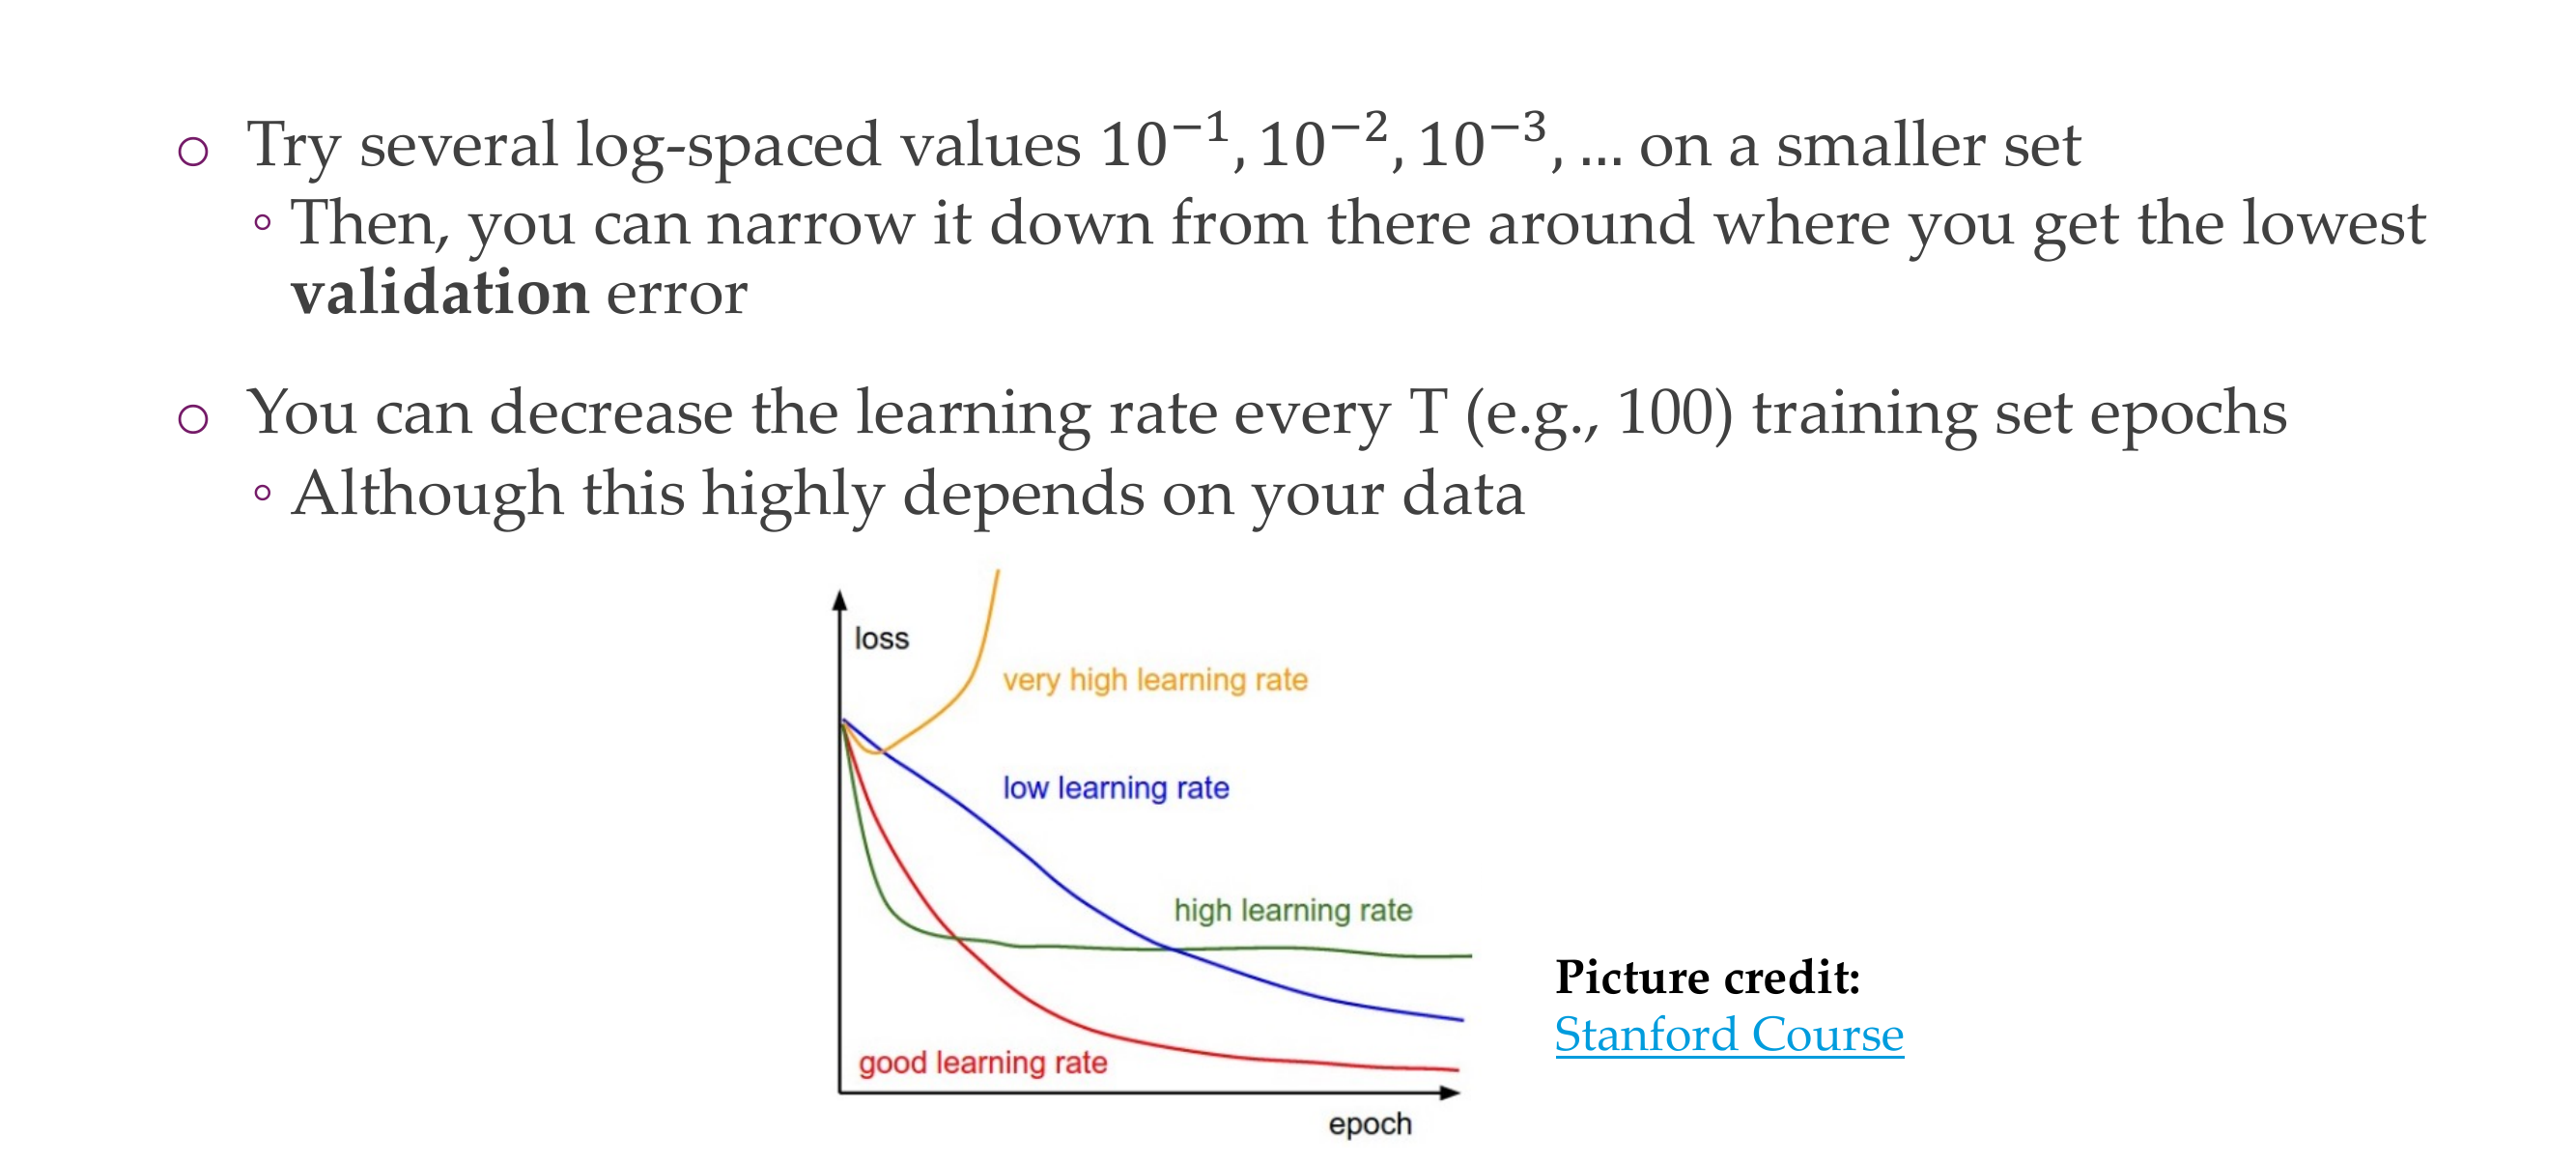 ○ Try several log-spaced values 10⁻¹, 10⁻², 10⁻³, ... on a smaller set
◦ Then, you can narrow it down from there around where you get the lowest
validation error
○ You can decrease the learning rate every T (e.g., 100) training set epochs
◦ Although this highly depends on your data
loss
very high learning rate
low learning rate
high learning rate
good learning rate
epoch
Picture credit:
Stanford Course